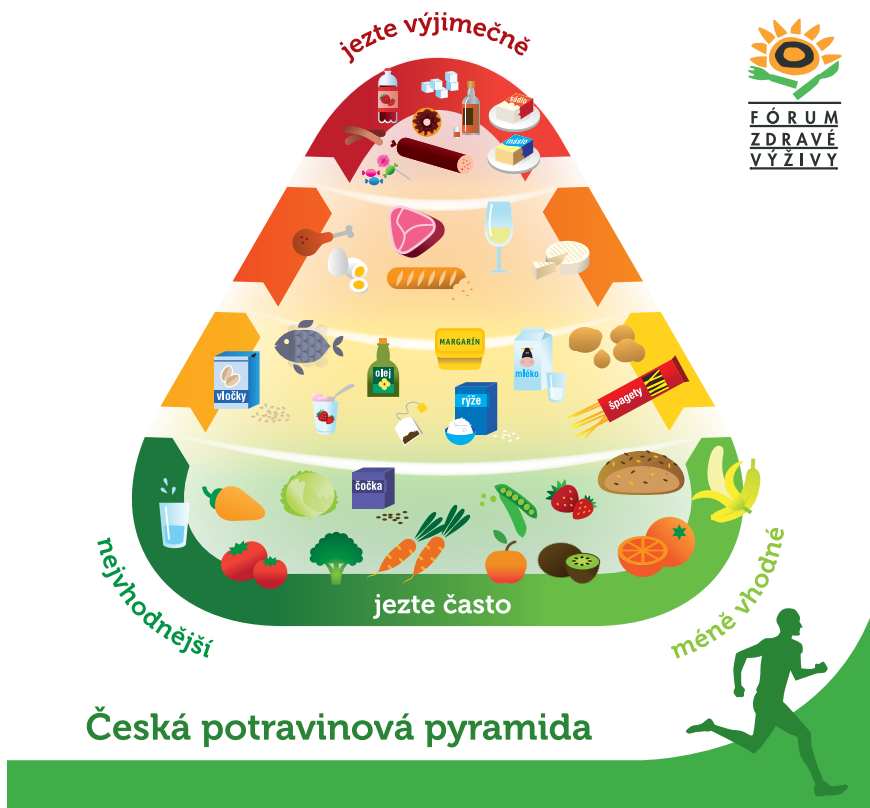 jezte výjimečně
FÓRUM
ZDRAVÉ
VÝŽIVY
sádlo
máslo
MARGARÍN
olej
mléko
vločky
rýže
špagety
čočka
nejvhodnější
jezte často
méně vhodné
Česká potravinová pyramida